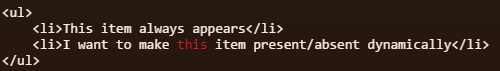 <ul>
    <li>This item always appears</li>
    <li>I want to make this item present/absent dynamically</li>
</ul>